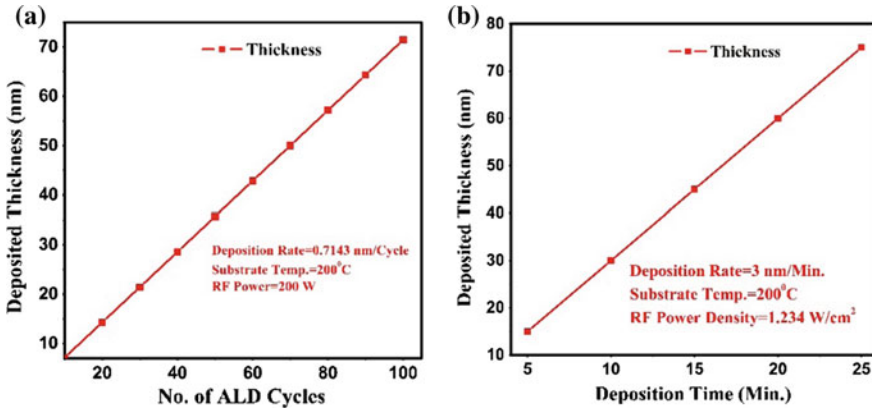 (a)
70
60
50
40
30
20
10
Deposited Thickness (nm)
Thickness
Deposition Rate=0.7143 nm/Cycle
Substrate Temp.=200⁰C
RF Power=200 W
20 40 60 80 100
No. of ALD Cycles
(b)
80
70
60
50
40
30
20
10
Deposited Thickness (nm)
Thickness
Deposition Rate=3 nm/Min.
Substrate Temp.=200⁰C
RF Power Density=1.234 W/cm²
5 10 15 20 25
Deposition Time (Min.)